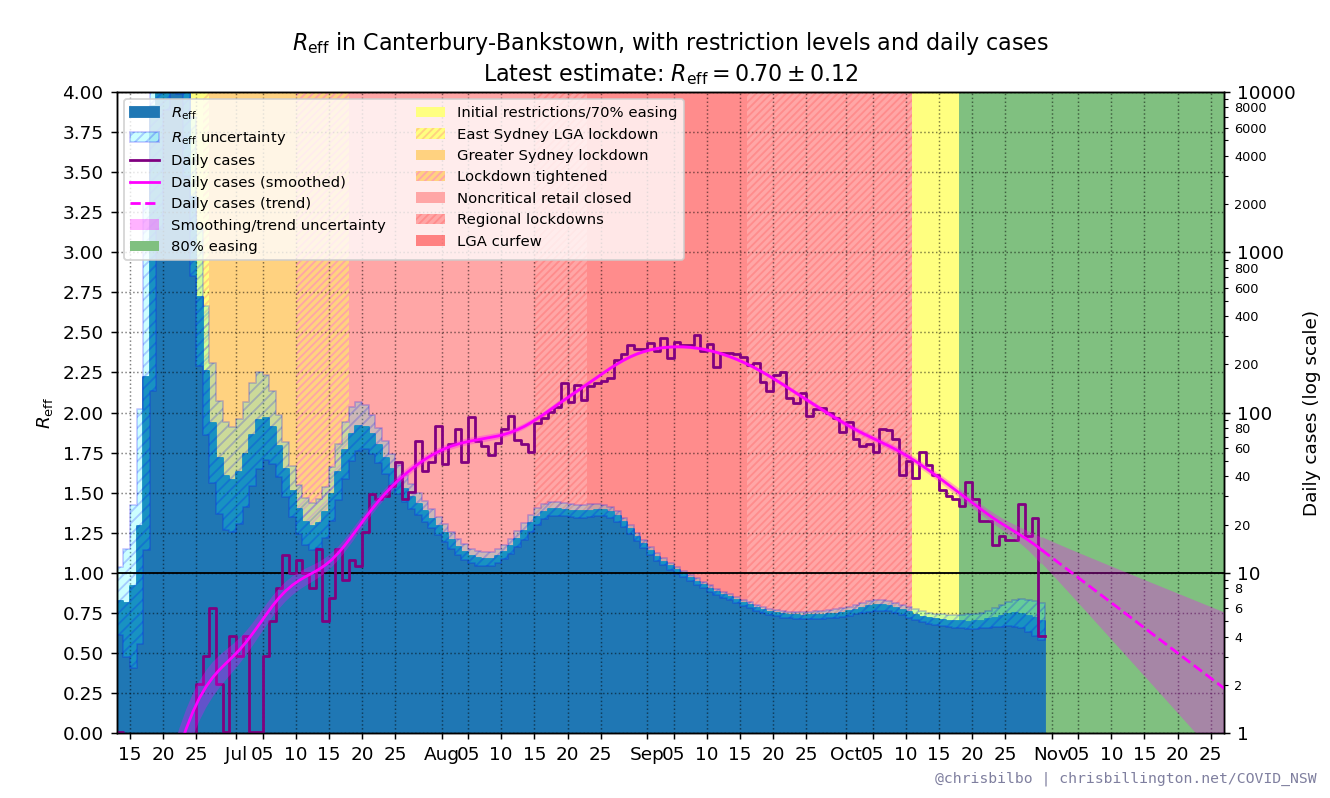 Reff in Canterbury-Bankstown, with restriction levels and daily cases
Latest estimate: Reff = 0.70 ± 0.12
Reff
Reff uncertainty
Daily cases
Daily cases (smoothed)
Daily cases (trend)
Smoothing/trend uncertainty
80% easing
Initial restrictions/70% easing
East Sydney LGA lockdown
Greater Sydney lockdown
Lockdown tightened
Noncritical retail closed
Regional lockdowns
LGA curfew
4.00
3.75
3.50
3.25
3.00
2.75
2.50
2.25
2.00
1.75
1.50
1.25
1.00
0.75
0.50
0.25
0.00
Reff
10000
8000
6000
4000
2000
1000
800
600
400
200
100
80
60
40
20
10
8
6
4
2
1
Daily cases (log scale)
15 20 25 Jul 05 10 15 20 25 Aug 05 10 15 20 25 Sep 05 10 15 20 25 Oct 05 10 15 20 25 Nov 05 10 15 20 25
@chrisbilbo | chrisbillington.net/COVID_NSW